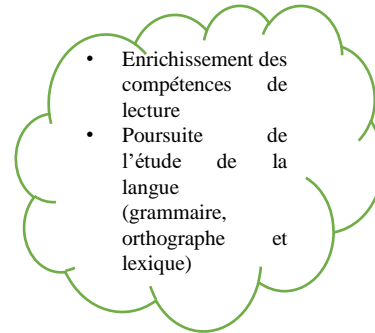 • Enrichissement des
compétences de
lecture
• Poursuite de
l’étude de la
langue
(grammaire,
orthographe et
lexique)